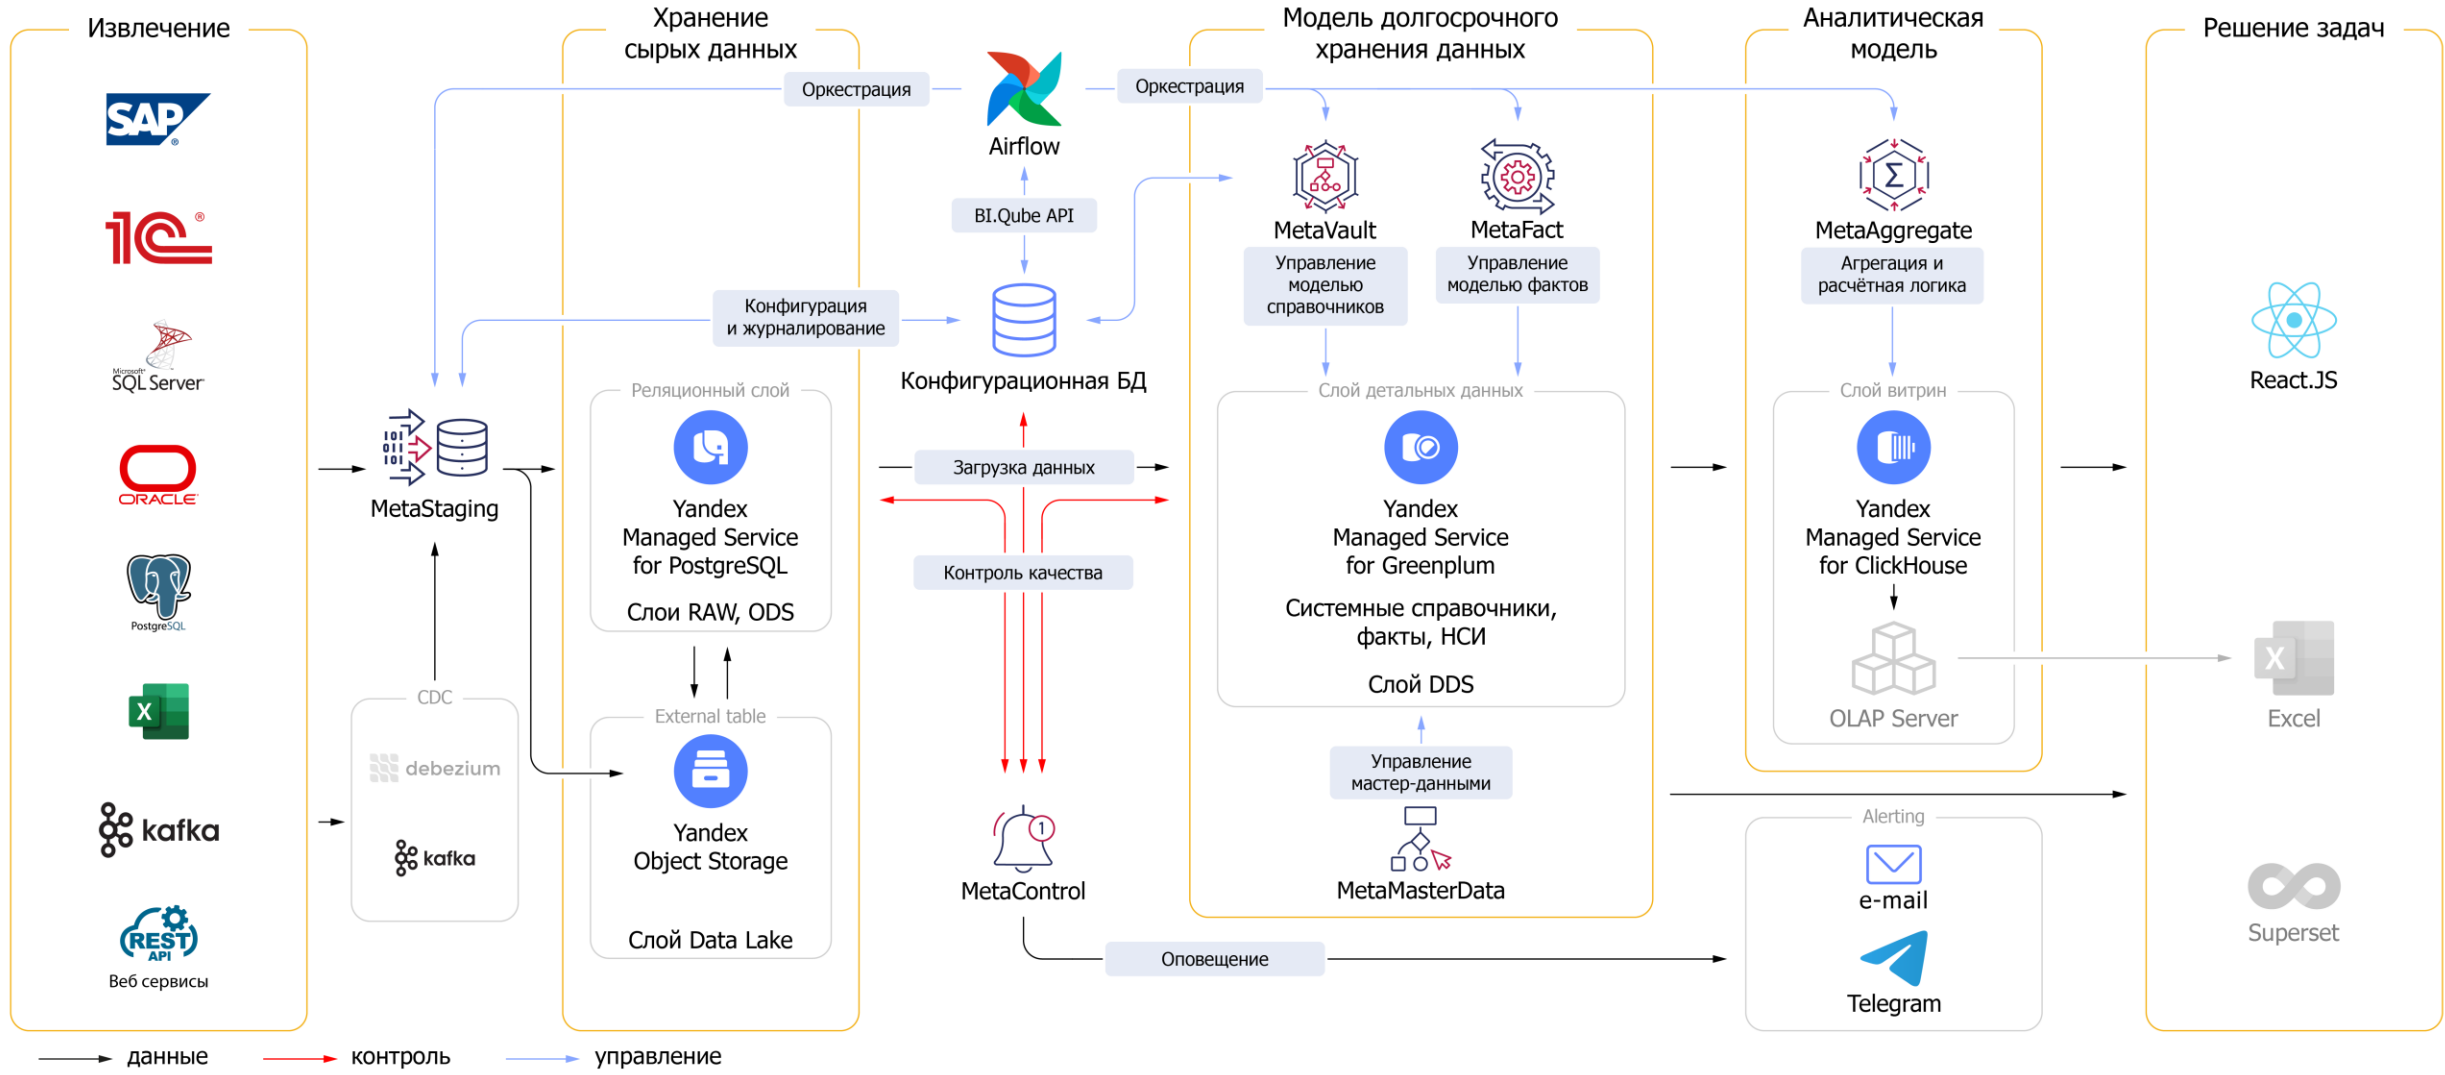 Извлечение
SAP
®
1С
®
Microsoft®
SQL Server
ORACLE
PostgreSQL
X
kafka
REST
API
Веб сервисы
MetaStaging
CDC
debezium
kafka
Хранение
сырых данных
Реляционный слой
Yandex
Managed Service
for PostgreSQL
Слои RAW, ODS
External table
Yandex
Object Storage
Слой Data Lake
Оркестрация
Airflow
Оркестрация
BI.Qube API
Конфигурация
и журналирование
Конфигурационная БД
Загрузка данных
Контроль качества
1
MetaControl
Оповещение
Модель долгосрочного
хранения данных
MetaVault
Управление
моделью
справочников
MetaFact
Управление
моделью фактов
Слой детальных данных
Yandex
Managed Service
for Greenplum
Системные справочники,
факты, НСИ
Слой DDS
Управление
мастер-данными
MetaMasterData
Аналитическая
модель
Σ
MetaAggregate
Агрегация и
расчётная логика
Слой витрин
Yandex
Managed Service
for ClickHouse
OLAP Server
Alerting
e-mail
Telegram
Решение задач
React.JS
X
Excel
Superset
данные
контроль
управление